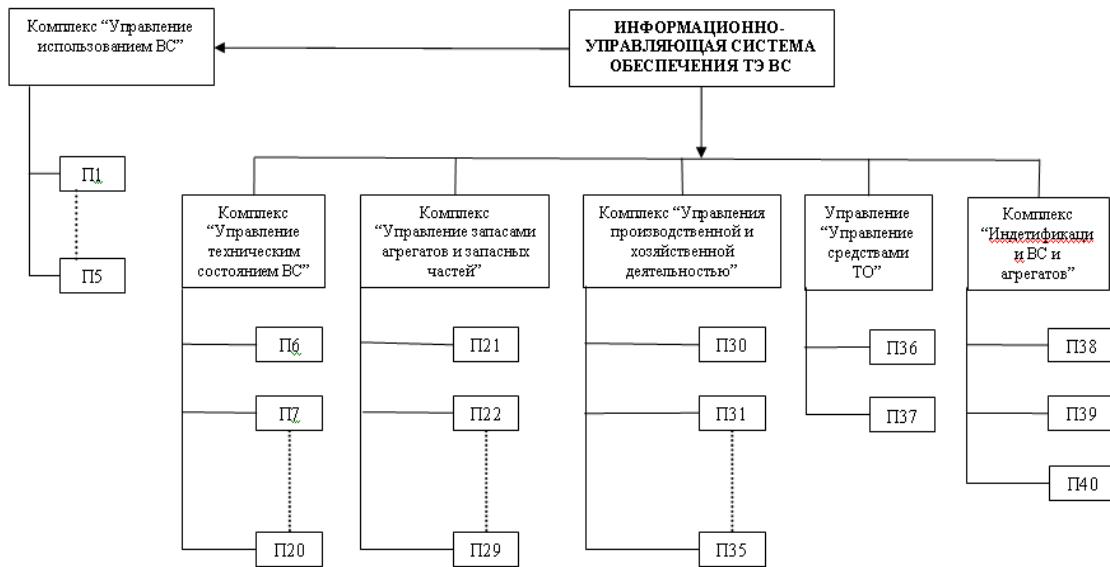 Комплекс “Управление
использованием ВС”
ИНФОРМАЦИОННО-
УПРАВЛЯЮЩАЯ СИСТЕМА
ОБЕСПЕЧЕНИЯ ТЭ ВС
П1
П5
Комплекс
“Управление
техническим
состоянием ВС”
П6
П7
П20
Комплекс
“Управление запасами
агрегатов и запасных
частей”
П21
П22
П29
Комплекс “Управления
производственной и
хозяйственной
деятельностью”
П30
П31
П35
Управление
“Управление
средствами
ТО”
П36
П37
Комплекс
“Индетификаци
и ВС и
агрегатов”
П38
П39
П40